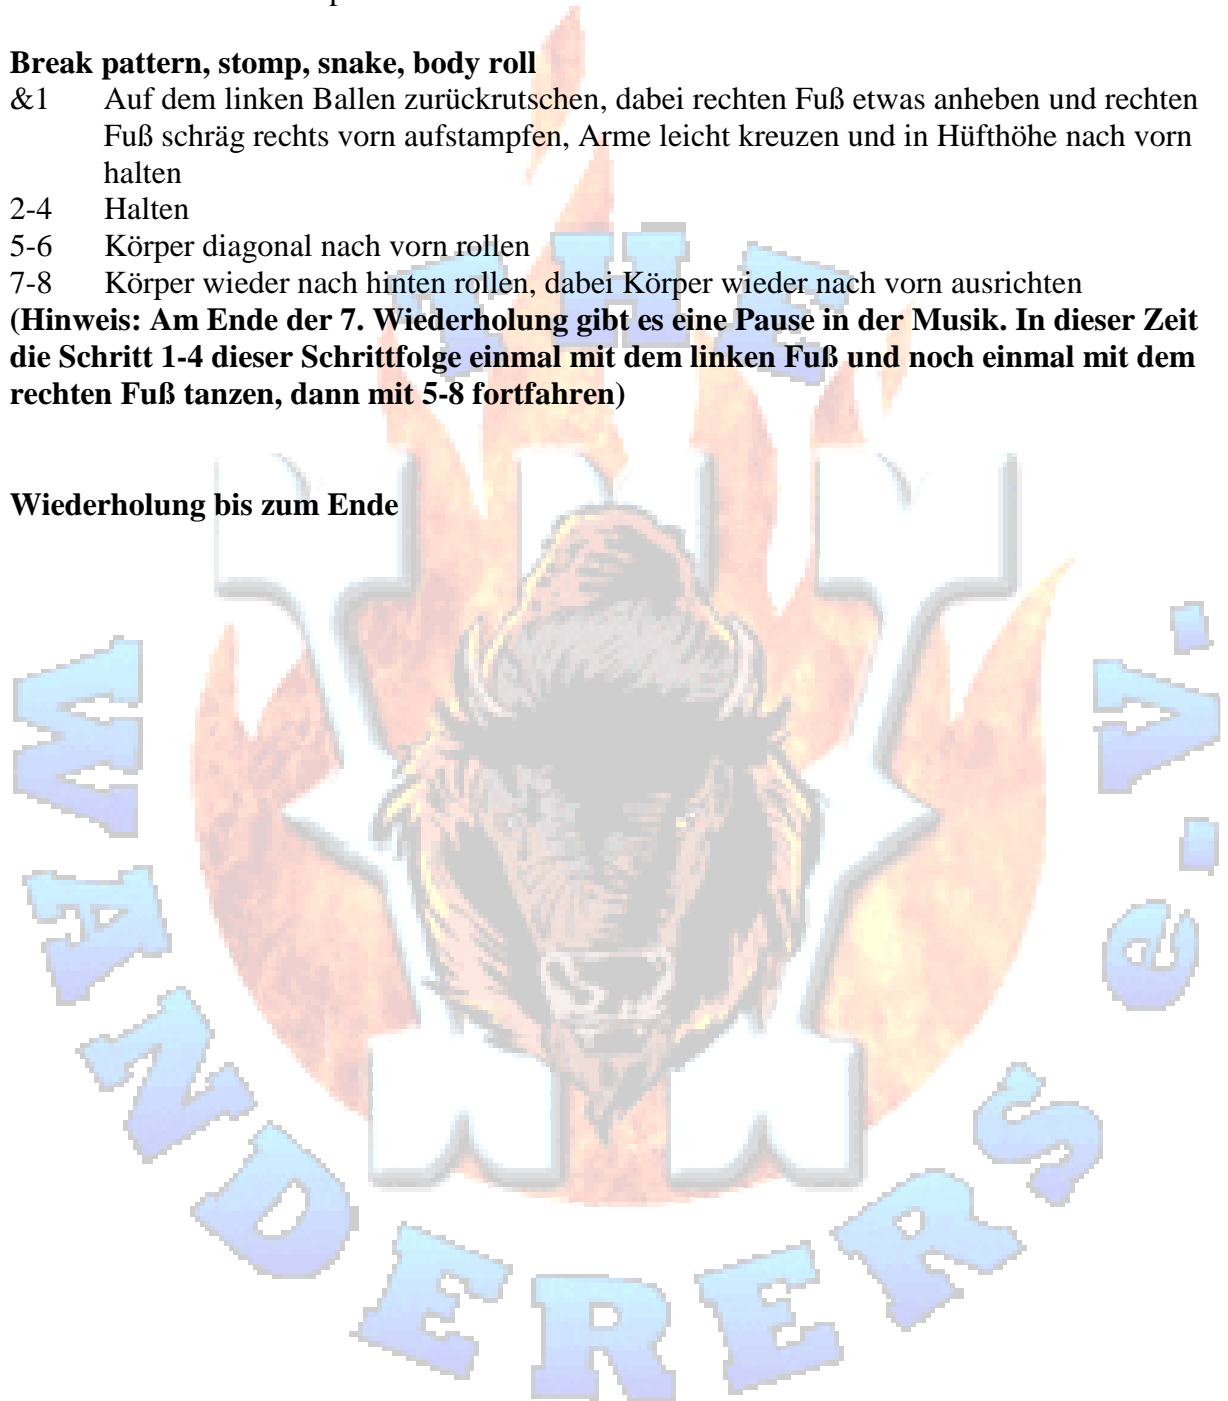 Break pattern, stomp, snake, body roll
&1 Auf dem linken Ballen zurückrutschen, dabei rechten Fuß etwas anheben und rechten
Fuß schräg rechts vorn aufstampfen, Arme leicht kreuzen und in Hüfthöhe nach vorn
halten
2-4 Halten
5-6 Körper diagonal nach vorn rollen
7-8 Körper wieder nach hinten rollen, dabei Körper wieder nach vorn ausrichten
(Hinweis: Am Ende der 7. Wiederholung gibt es eine Pause in der Musik. In dieser Zeit
die Schritt 1-4 dieser Schrittfolge einmal mit dem linken Fuß und noch einmal mit dem
rechten Fuß tanzen, dann mit 5-8 fortfahren)
Wiederholung bis zum Ende
THE
WANDERERS e.V.